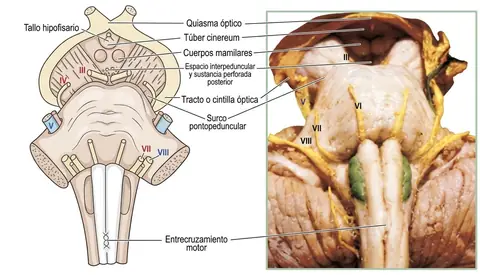 Quiasma óptico
Tallo hipofisario
Túber cinereum
Cuerpos mamilares
Espacio interpeduncular
y sustancia perforada
posterior
III
III
IV
Tracto o cintilla óptica
V
V
Surco
pontopeduncular
VI
VII
VII
VIII
VIII
Entrecruzamiento
motor